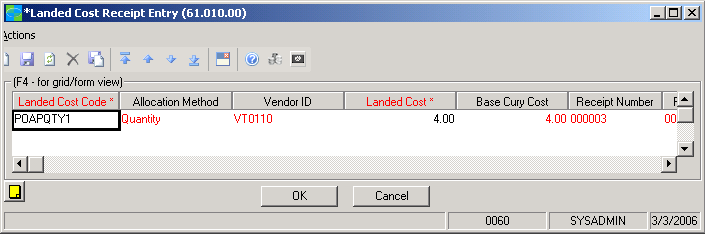 *Landed Cost Receipt Entry (61.010.00)
Actions
(F4 - for grid/form view)
Landed Cost Code * Allocation Method Vendor ID Landed Cost * Base Cury Cost Receipt Number
POAPQTY1 Quantity VT0110 4.00 4.00 000003 00
OK Cancel
0060 SYSADMIN 3/3/2006